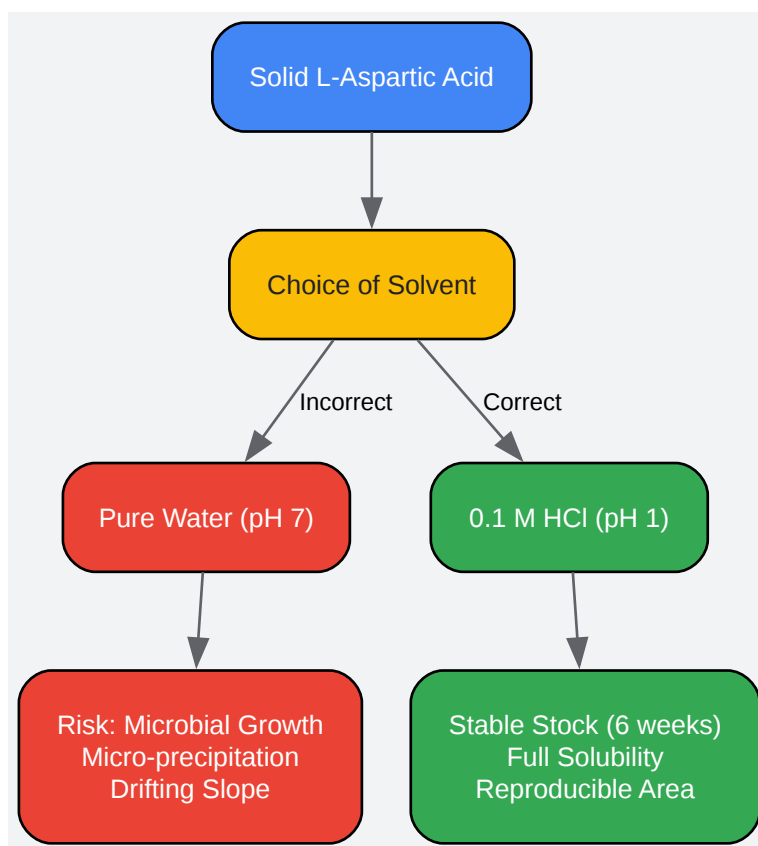 Solid L-Aspartic Acid
Choice of Solvent
Incorrect
Correct
Pure Water (pH 7)
0.1 M HCl (pH 1)
Risk: Microbial Growth
Micro-precipitation
Drifting Slope
Stable Stock (6 weeks)
Full Solubility
Reproducible Area